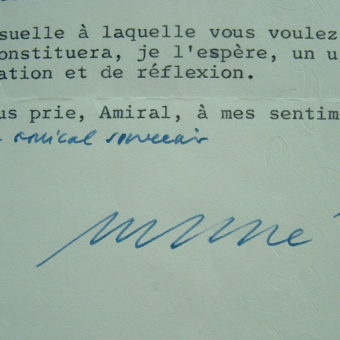 suelle à laquelle vous voulez
onstituera, je l'espère, un u
ation et de réflexion.
us prie, Amiral, à mes sentim
amical souvenir